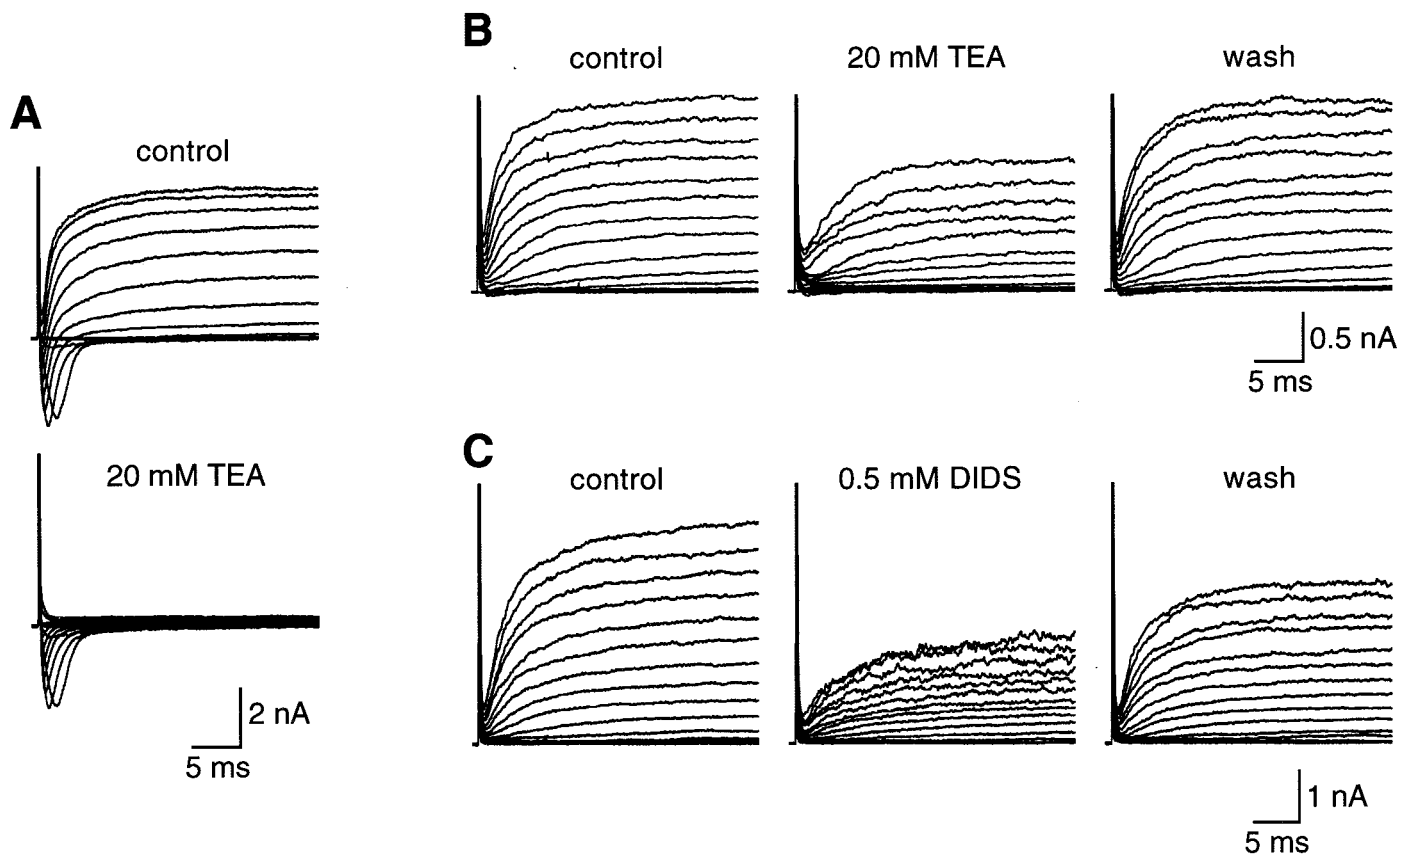 A
control
20 mM TEA
2 nA
5 ms
B
control
20 mM TEA
wash
0.5 nA
5 ms
C
control
0.5 mM DIDS
wash
1 nA
5 ms